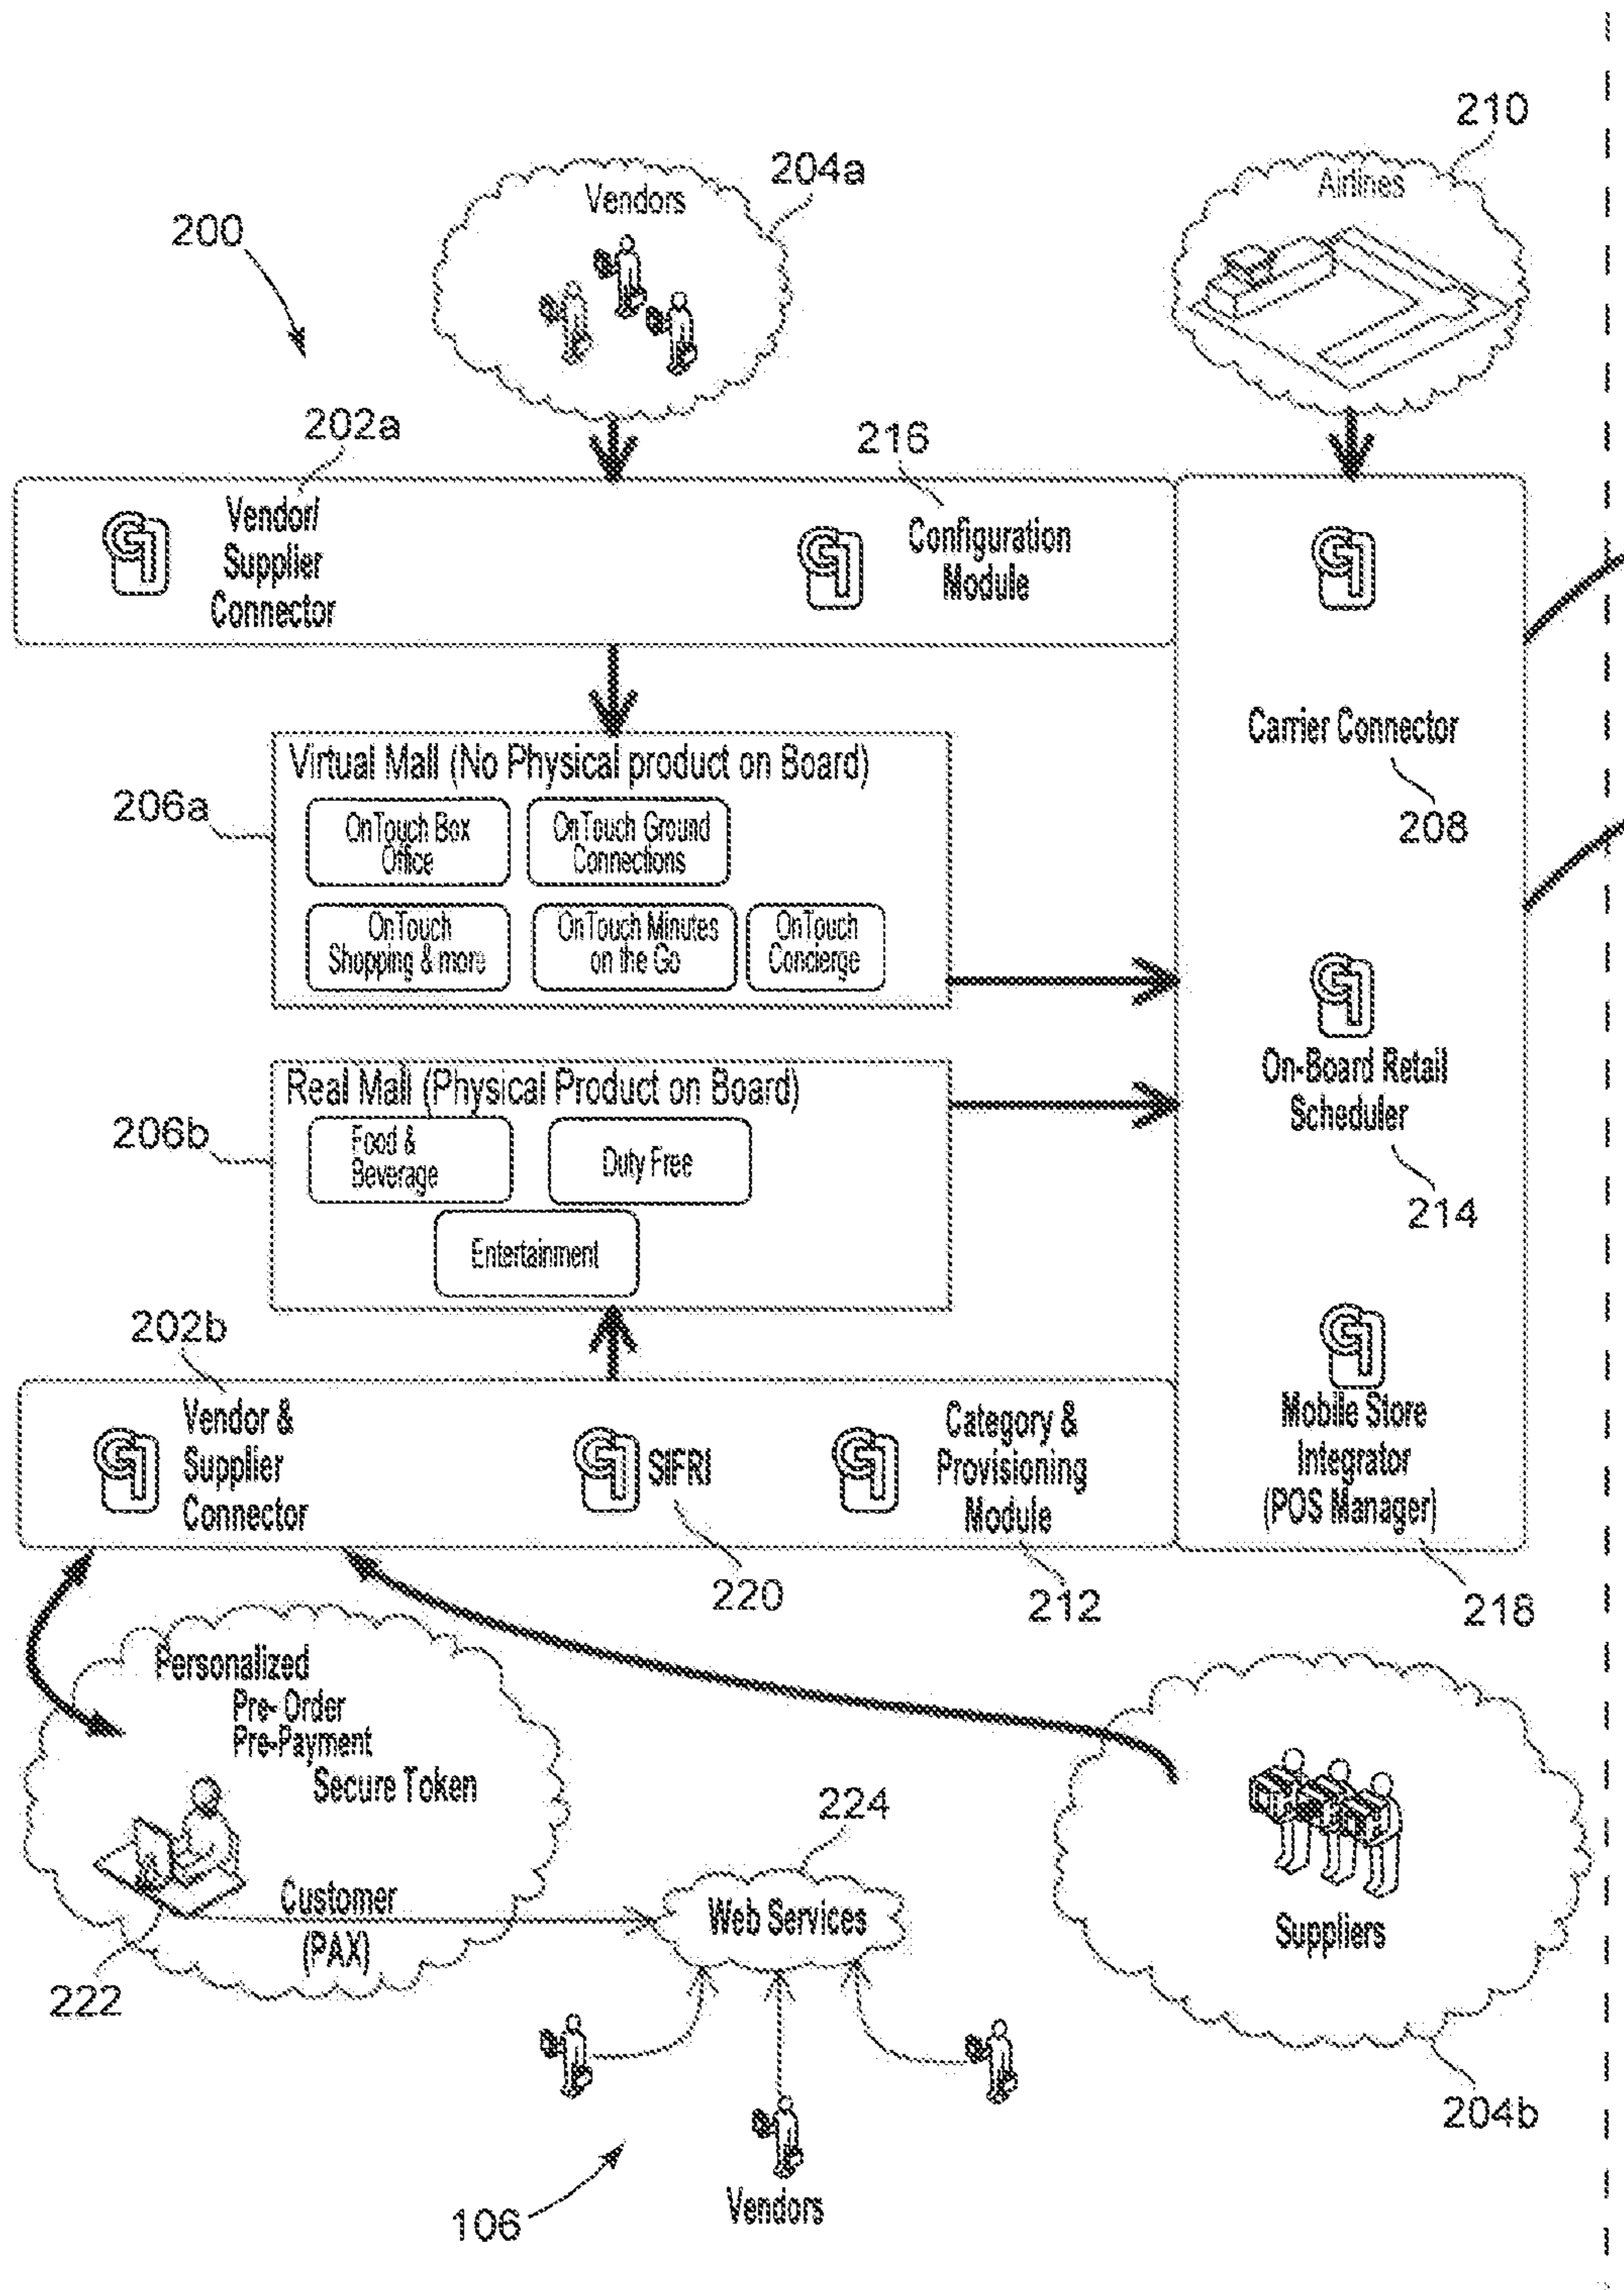 210
204a
Airlines
Vendors
200
202a
216
Vendor/
Supplier
Connector
Configuration
Module
Carrier Connector
208
Virtual Mall (No Physical product on Board)
206a
OnTouch Box
Office
OnTouch Ground
Connections
OnTouch
Shopping & more
OnTouch Minutes
on the Go
OnTouch
Concierge
On-Board Retail
Scheduler
214
Real Mall (Physical Product on Board)
206b
Food &
Beverage
Duty Free
Entertainment
202b
Vendor &
Supplier
Connector
SIFRI
220
Category &
Provisioning
Module
212
Mobile Store
Integrator
(POS Manager)
218
Personalized
Pre-Order
Pre-Payment
Secure Token
Customer
(PAX)
222
224
Web Services
Suppliers
204b
106
Vendors